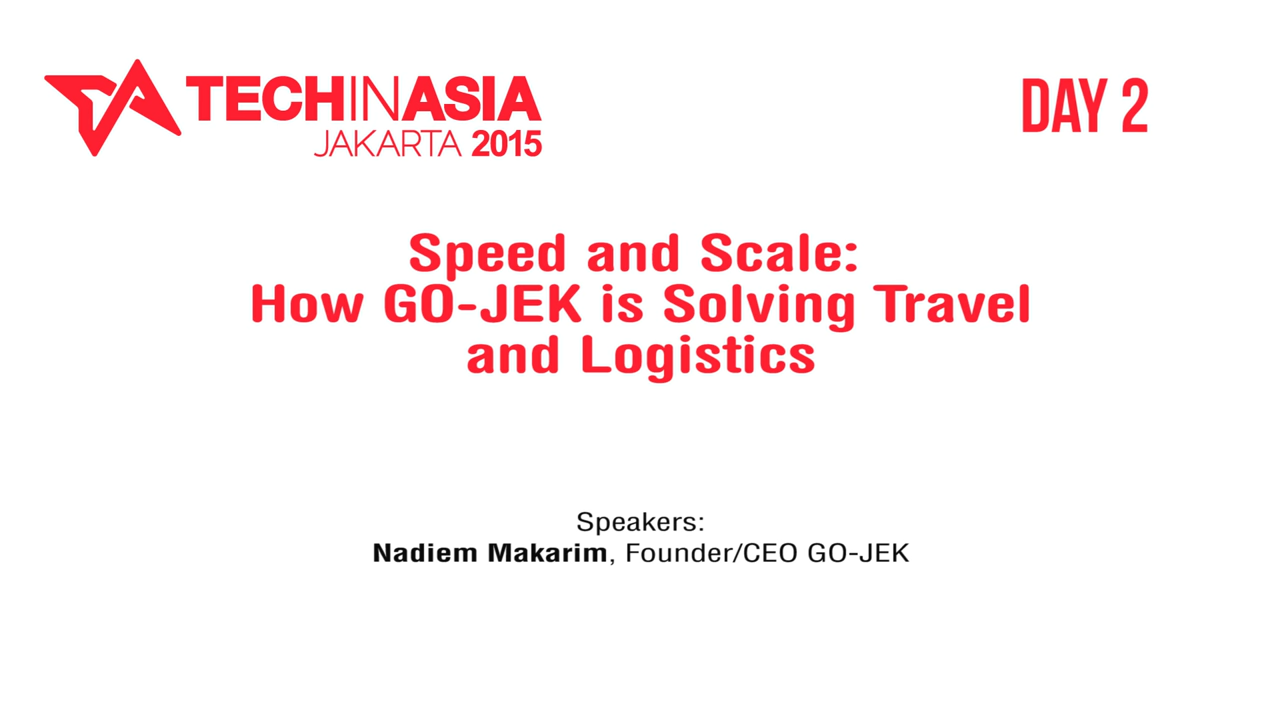 TECHINASIA
JAKARTA 2015
DAY 2
Speed and Scale:
How GO-JEK is Solving Travel
and Logistics
Speakers:
Nadiem Makarim, Founder/CEO GO-JEK